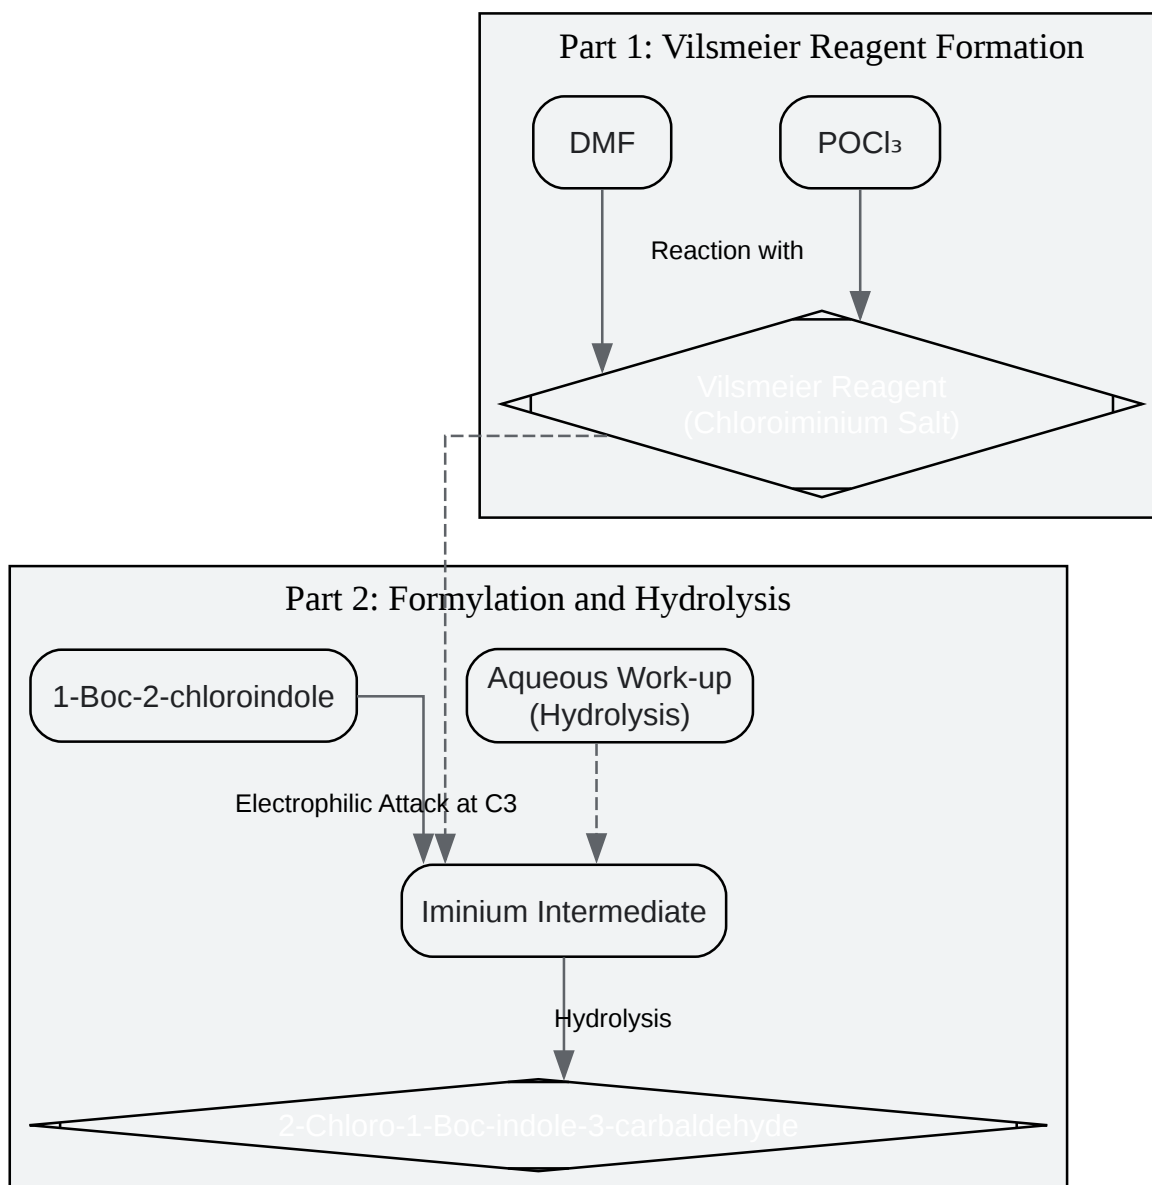 Part 1: Vilsmeier Reagent Formation
DMF
POCl₃
Reaction with
Vilsmeier Reagent
(Chloroiminium Salt)
Part 2: Formylation and Hydrolysis
1-Boc-2-chloroindole
Aqueous Work-up
(Hydrolysis)
Electrophilic Attack at C3
Iminium Intermediate
Hydrolysis
2-Chloro-1-Boc-indole-3-carbaldehyde